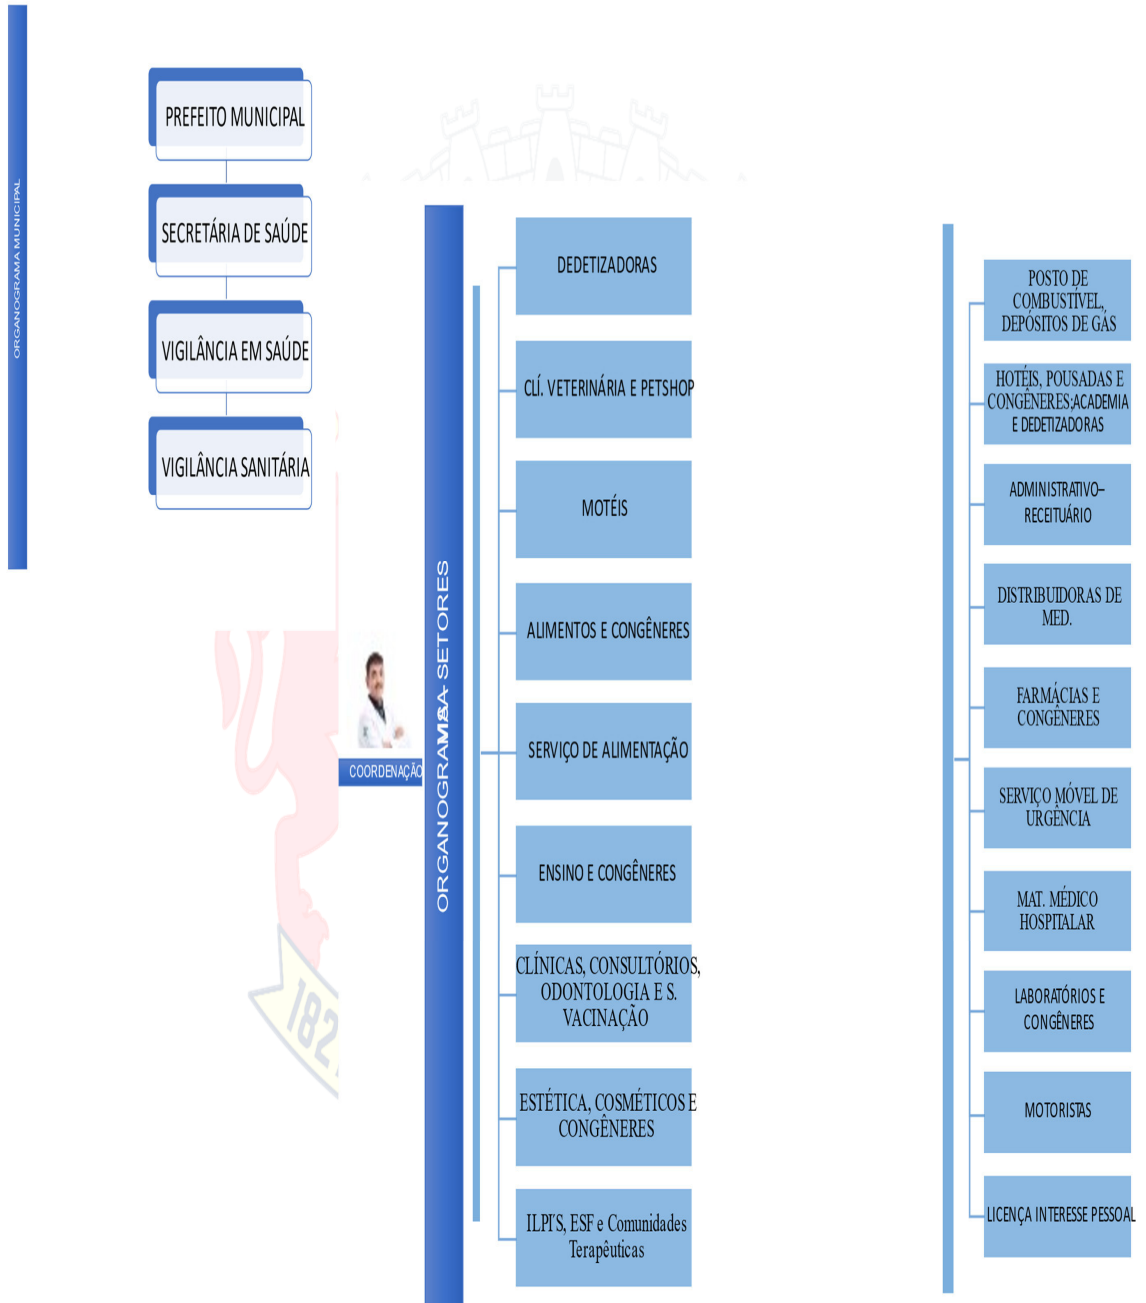 ORGANOGRAMA MUNICIPAL
PREFEITO MUNICIPAL
SECRETÁRIA DE SAÚDE
VIGILÂNCIA EM SAÚDE
VIGILÂNCIA SANITÁRIA
COORDENAÇÃO
ORGANOGRAMA
VISA- SETORES
DEDETIZADORAS
CLÍ. VETERINÁRIA E PETSHOP
MOTÉIS
ALIMENTOS E CONGÊNERES
SERVIÇO DE ALIMENTAÇÃO
ENSINO E CONGÊNERES
CLÍNICAS, CONSULTÓRIOS,
ODONTOLOGIA E S.
VACINAÇÃO
ESTÉTICA, COSMÉTICOS E
CONGÊNERES
ILPI'S, ESF e Comunidades
Terapêuticas
POSTO DE
COMBUSTÍVEL,
DEPÓSITOS DE GÁS
HOTÉIS, POUSADAS E
CONGÊNERES;ACADEMIA
E DEDETIZADORAS
ADMINISTRATIVO–
RECEITUÁRIO
DISTRIBUIDORAS DE
MED.
FARMÁCIAS E
CONGÊNERES
SERVIÇO MÓVEL DE
URGÊNCIA
MAT. MÉDICO
HOSPITALAR
LABORATÓRIOS E
CONGÊNERES
MOTORISTAS
LICENÇA INTERESSE PESSOAL